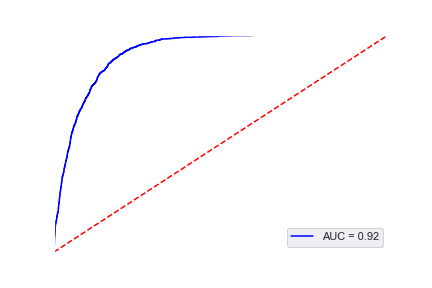 AUC = 0.92